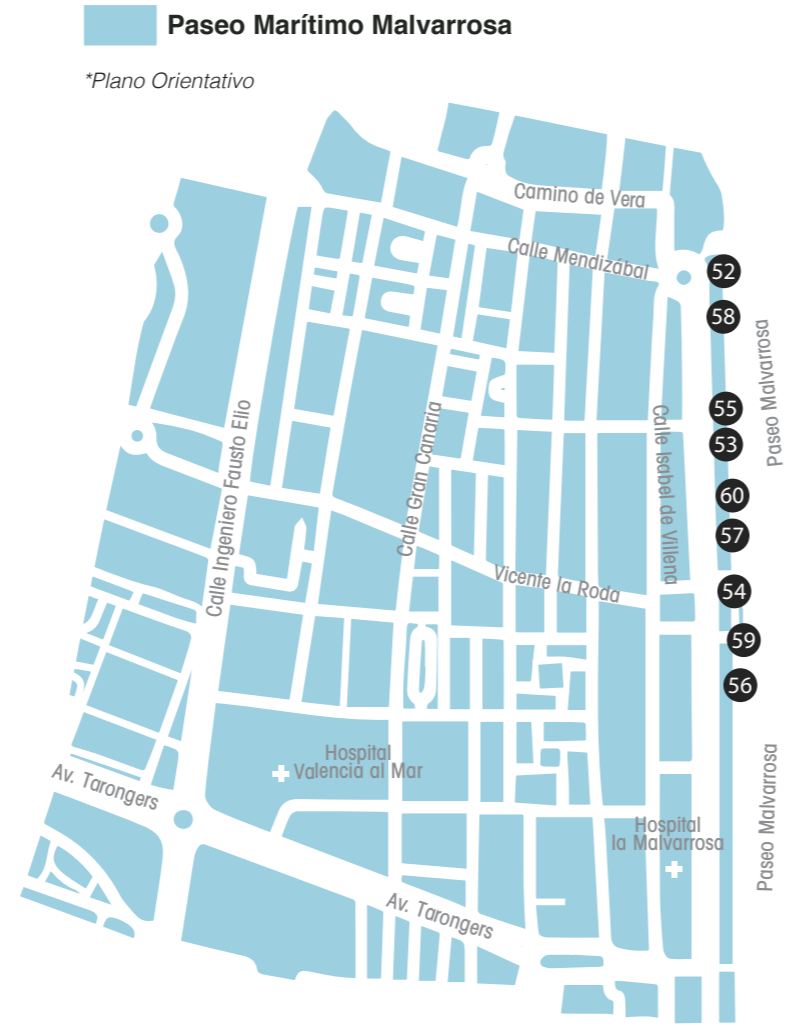 Paseo Marítimo Malvarrosa
*Plano Orientativo
Camino de Vera
Calle Mendizábal
52
58
Paseo Malvarrosa
55
53
Calle Isabel de Villena
Calle Gran Canaria
Calle Ingeniero Fausto Elio
60
57
Vicente la Roda
54
59
56
Hospital
Valencia al Mar
Av. Tarongers
Paseo Malvarrosa
Hospital
la Malvarrosa
Av. Tarongers